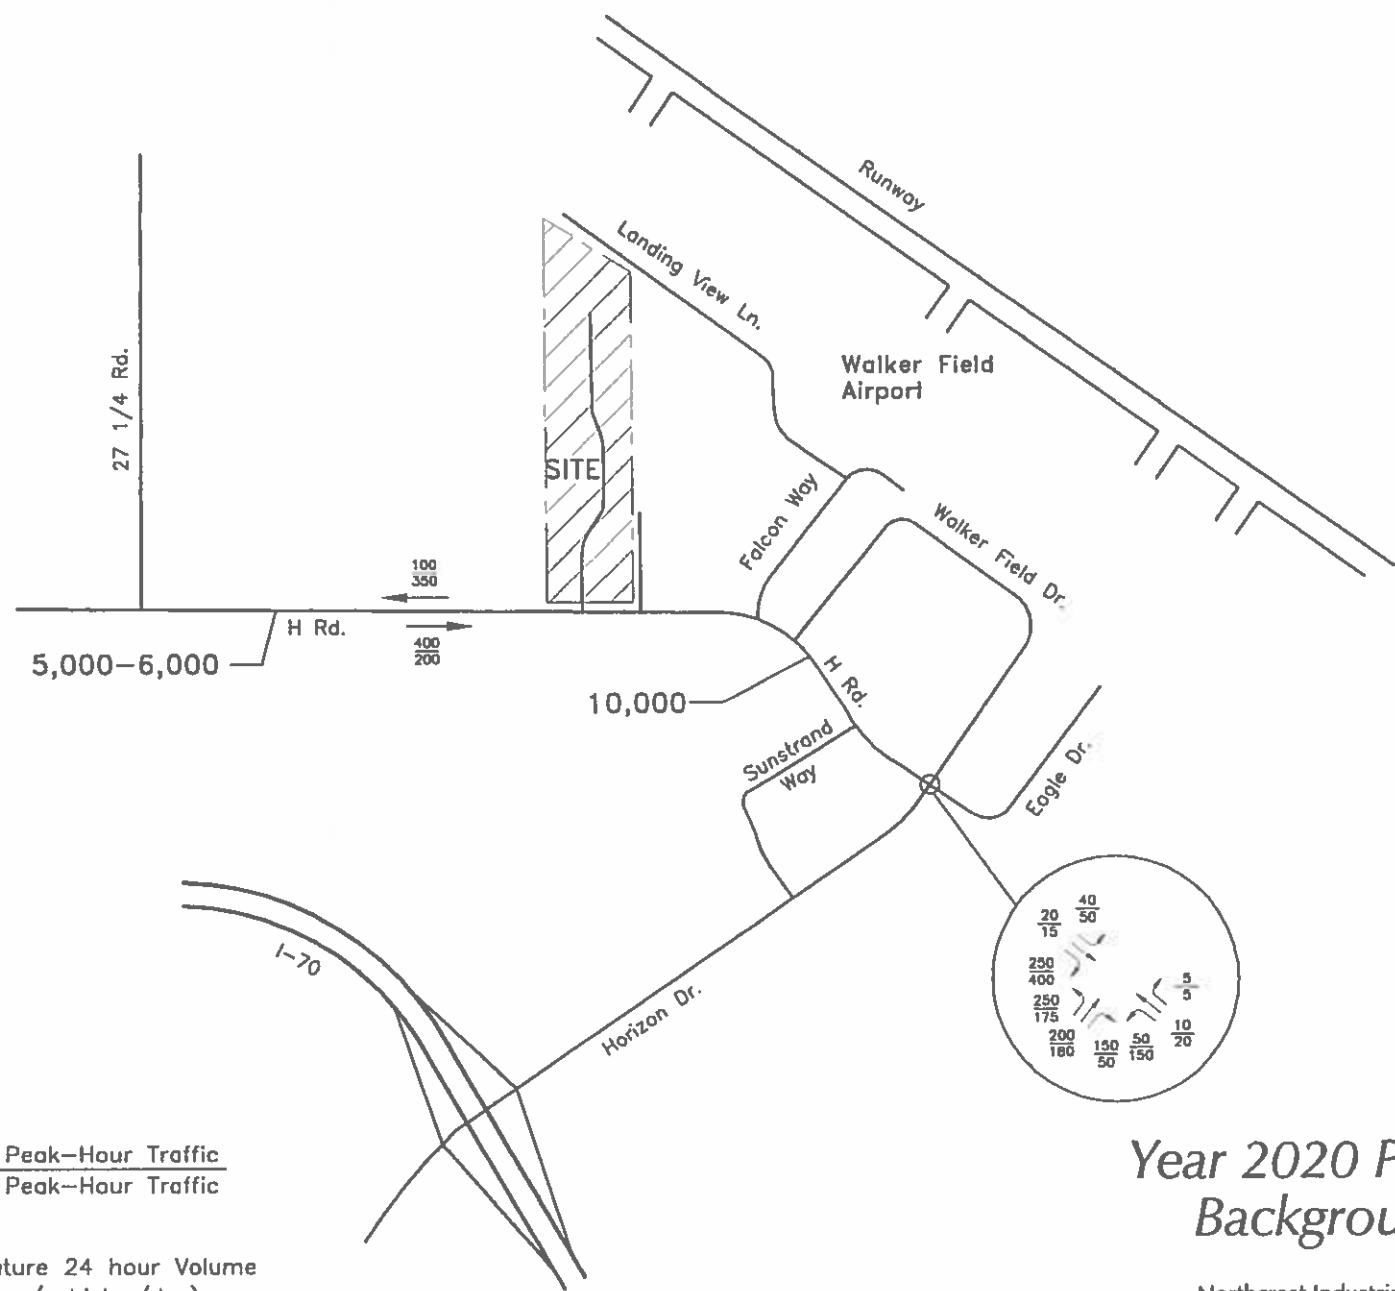 Runway
Landing View Ln.
27 1/4 Rd.
Walker Field
Airport
SITE
Falcon Way
Walker Field Dr.
100
350
H Rd.
400
200
5,000-6,000
10,000
H Rd.
Sunstrand
Way
Eagle Dr.
I-70
Horizon Dr.
40
50
20
15
250
400
250
175
200
180
150
50
50
150
10
20
5
5
Peak-Hour Traffic
Peak-Hour Traffic
Year 2020 P
Backgrou
ture 24 hour Volume